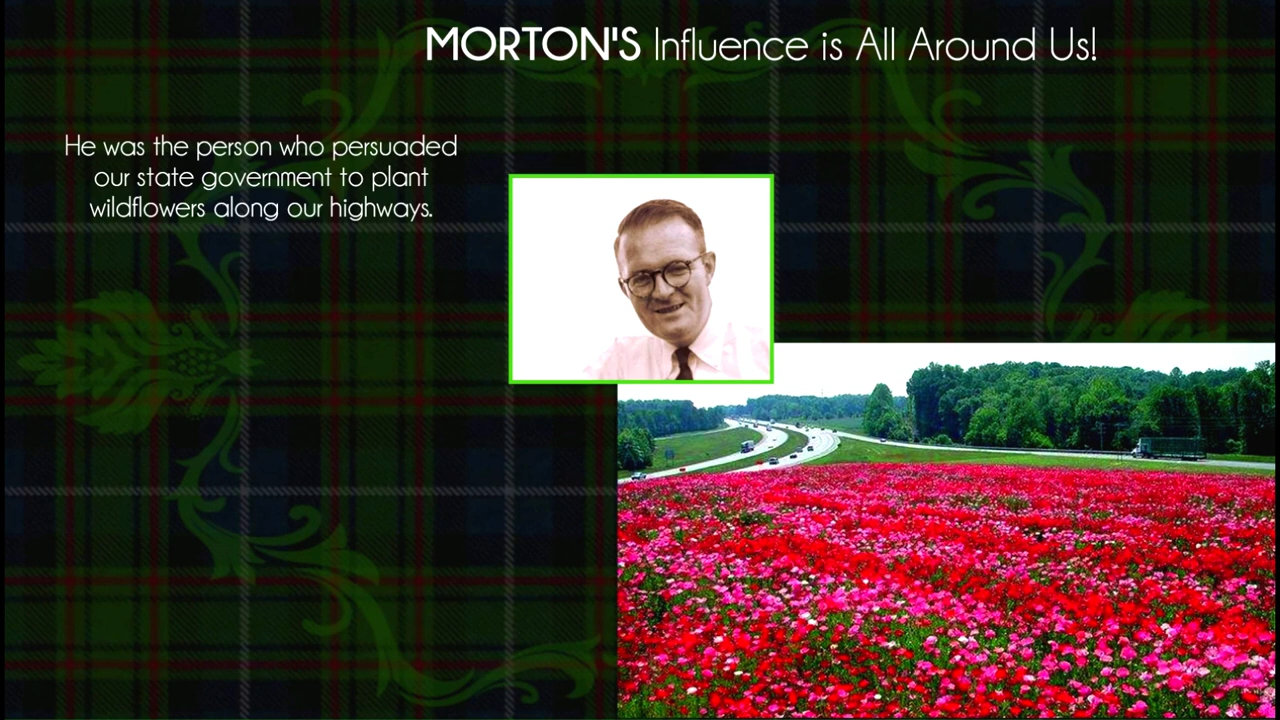 MORTON'S Influence is All Around Us!
He was the person who persuaded
our state government to plant
wildflowers along our highways.